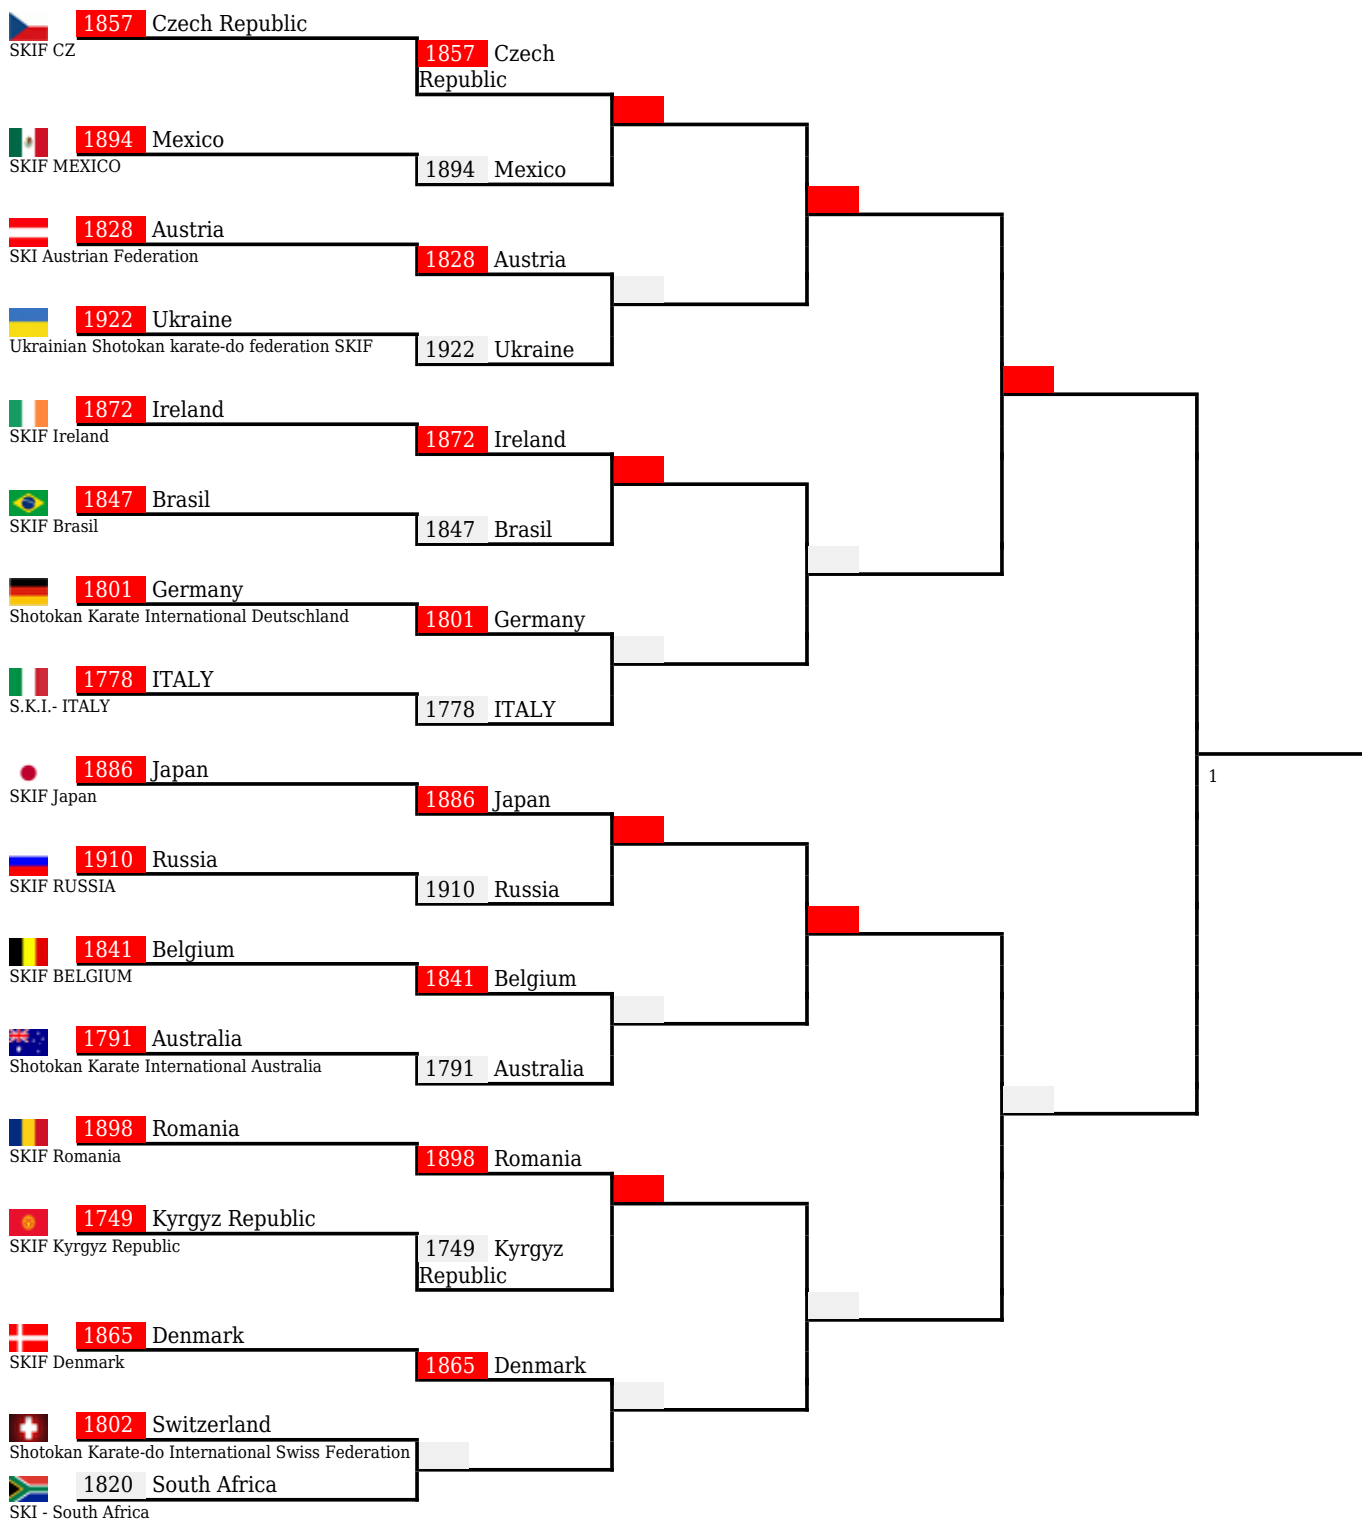 1857 Czech Republic
SKIF CZ
1857 Czech
Republic
1894 Mexico
SKIF MEXICO
1894 Mexico
1828 Austria
SKI Austrian Federation
1828 Austria
1922 Ukraine
Ukrainian Shotokan karate-do federation SKIF
1922 Ukraine
1872 Ireland
SKIF Ireland
1872 Ireland
1847 Brasil
SKIF Brasil
1847 Brasil
1801 Germany
Shotokan Karate International Deutschland
1801 Germany
1778 ITALY
S.K.I.- ITALY
1778 ITALY
1886 Japan
SKIF Japan
1886 Japan
1
1910 Russia
SKIF RUSSIA
1910 Russia
1841 Belgium
SKIF BELGIUM
1841 Belgium
1791 Australia
Shotokan Karate International Australia
1791 Australia
1898 Romania
SKIF Romania
1898 Romania
1749 Kyrgyz Republic
SKIF Kyrgyz Republic
1749 Kyrgyz
Republic
1865 Denmark
SKIF Denmark
1865 Denmark
1802 Switzerland
Shotokan Karate-do International Swiss Federation
1820 South Africa
SKI - South Africa